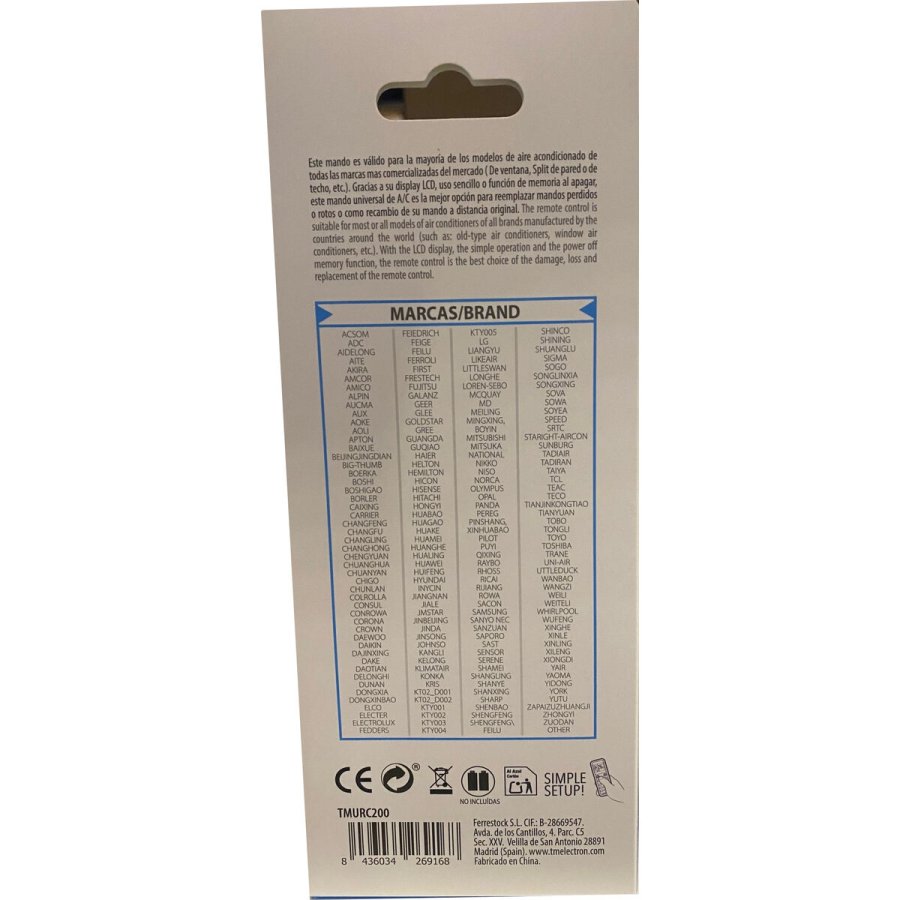 Este mando es válido para la mayoría de los modelos de aire acondicionado de
todas las marcas mas comercializadas del mercado ( De ventana, Split de pared o de
techo, etc.). Gracias a su display LCD, uso sencillo o función de memoria al apagar,
este mando universal de A/C es la mejor opción para reemplazar mandos perdidos
o rotos o como recambio de su mando a distancia original. The remote control is
suitable for most or all models of air conditioners of all brands manufactured by the
countries around the world (such as: old-type air conditioners, window air
conditioners, etc.). With the LCD display, the simple operation and the power off
memory function, the remote control is the best choice of the damage, loss and
replacement of the remote control.
MARCAS/BRAND
ACSOM
ADC
AIDELONG
AITE
AKIRA
AMCOR
AMICO
ALPIN
AUCMA
AUX
AOKE
AOLI
APTON
BAIXUE
BEIJINGJINGDIAN
BIG-THUMB
BOERKA
BOSHI
BOSHIGAO
BORLER
CAIXING
CARRIER
CHANGFENG
CHANGFU
CHANGLING
CHANGHONG
CHENGYUAN
CHUANGHUA
CHUANYAN
CHIGO
CHUNLAN
COLROLLA
CONSUL
CONROWA
CORONA
CROWN
DAEWOO
DAIKIN
DAJINXING
DAKE
DAOTIAN
DELONGHI
DUNAN
DONGXIA
DONGXINBAO
ELCO
ELECTER
ELECTROLUX
FEDDERS
FEIEDRICH
FEIGE
FEILU
FERROLI
FIRST
FRESTECH
FUJITSU
GALANZ
GEER
GLEE
GOLDSTAR
GREE
GUANGDA
GUQIAO
HAIER
HELTON
HEMILTON
HICON
HISENSE
HITACHI
HONGYI
HUABAO
HUAGAO
HUAKE
HUAMEI
HUANGHE
HUALING
HUAWEI
HUIFENG
HYUNDAI
INYCIN
JIANGNAN
JIALE
JMSTAR
JINBEIJING
JINDA
JINSONG
JOHNSO
KANGLI
KELONG
KLIMATAIR
KONKA
KRIS
KT02_D001
KT02_D002
KTY001
KTY002
KTY003
KTY004
KTY005
LG
LIANGYU
LIKEAIR
LITTLESWAN
LONGHE
LOREN-SEBO
MCQUAY
MD
MEILING
MINGXING,
BOYIN
MITSUBISHI
MITSUKA
NATIONAL
NIKKO
NISO
NORCA
OLYMPUS
OPAL
PANDA
PEREG
PINSHANG,
XINHUABAO
PILOT
PUYI
QIXING
RAYBO
RHOSS
RICAI
RUJIANG
ROWA
SACON
SAMSUNG
SANYO NEC
SANZUAN
SAPORO
SAST
SENSOR
SERENE
SHAMEI
SHANGUNG
SHANYE
SHANXING
SHARP
SHENBAO
SHENGFENG
SHENGFENG\
FEILU
SHINCO
SHINING
SHUANGLU
SIGMA
SOGO
SONGLINXIA
SONGXING
SOVA
SOWA
SOYEA
SPEED
SRTC
STARIGHT-AIRCON
SUNBURG
TADIAIR
TADIRAN
TAIYA
TCL
TEAC
TECO
TIANJINKONGTIAO
TIANYUAN
TOBO
TONGLI
TOYO
TOSHIBA
TRANE
UNI-AIR
UTTLEDUCK
WANBAO
WANGZI
WEILI
WEITELI
WHIRLPOOL
WUFENG
XINGHE
XINLE
XINLING
XILENG
XIONGDI
YAIR
YAOMA
YIDONG
YORK
YUTU
ZAPAIZUZHUANGJI
ZHONGYI
ZUODAN
OTHER
CE
®
NO INCLUÍDAS
Al Azul
Cartón
SIMPLE
SETUP!
TMURC200
8 436034 269168
Ferrestock S.L. CIF.: B-28669547.
Avda. de los Cantillos, 4. Parc. C5
Sec. XXV. Velilla de San Antonio 28891
Madrid (Spain). www.tmelectron.com
Fabricado en China.